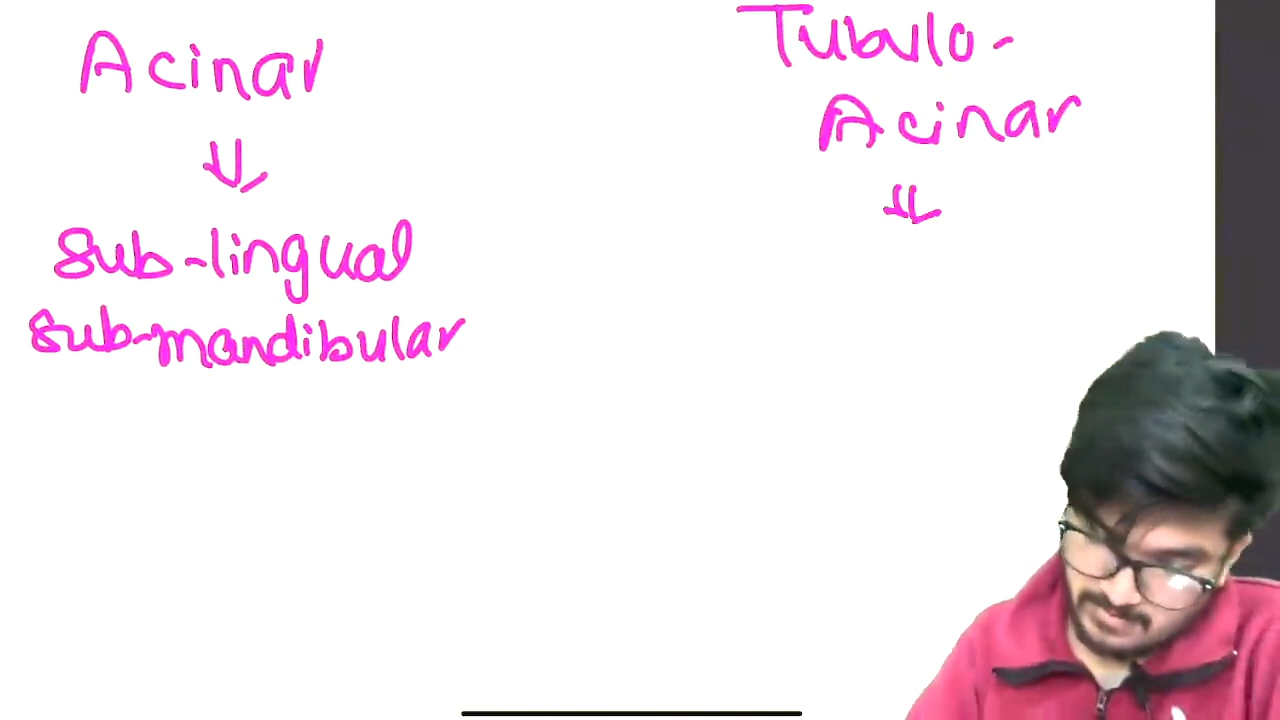 Acinar
⇓
Sub-lingual
Sub-mandibular
Tubulo-
Acinar
⇓